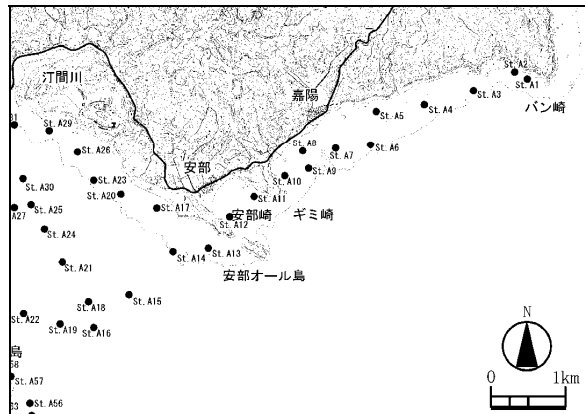 St. A2
St. A1
St. A3
バン崎
St. A4
St. A5
嘉陽
汀間川
St. A29
St. A26
St. A8
St. A7
St. A6
安部
St. A9
St. A10
St. A30
St. A23
St. A20
St. A11
St. A25
A27
St. A17
安部崎
ギミ崎
St. A12
St. A24
St. A14
St. A13
St. A21
安部オール島
St. A15
St. A18
St. A22
St. A19
St. A16
N
島
58
St. A57
0
1km
St. A56
63